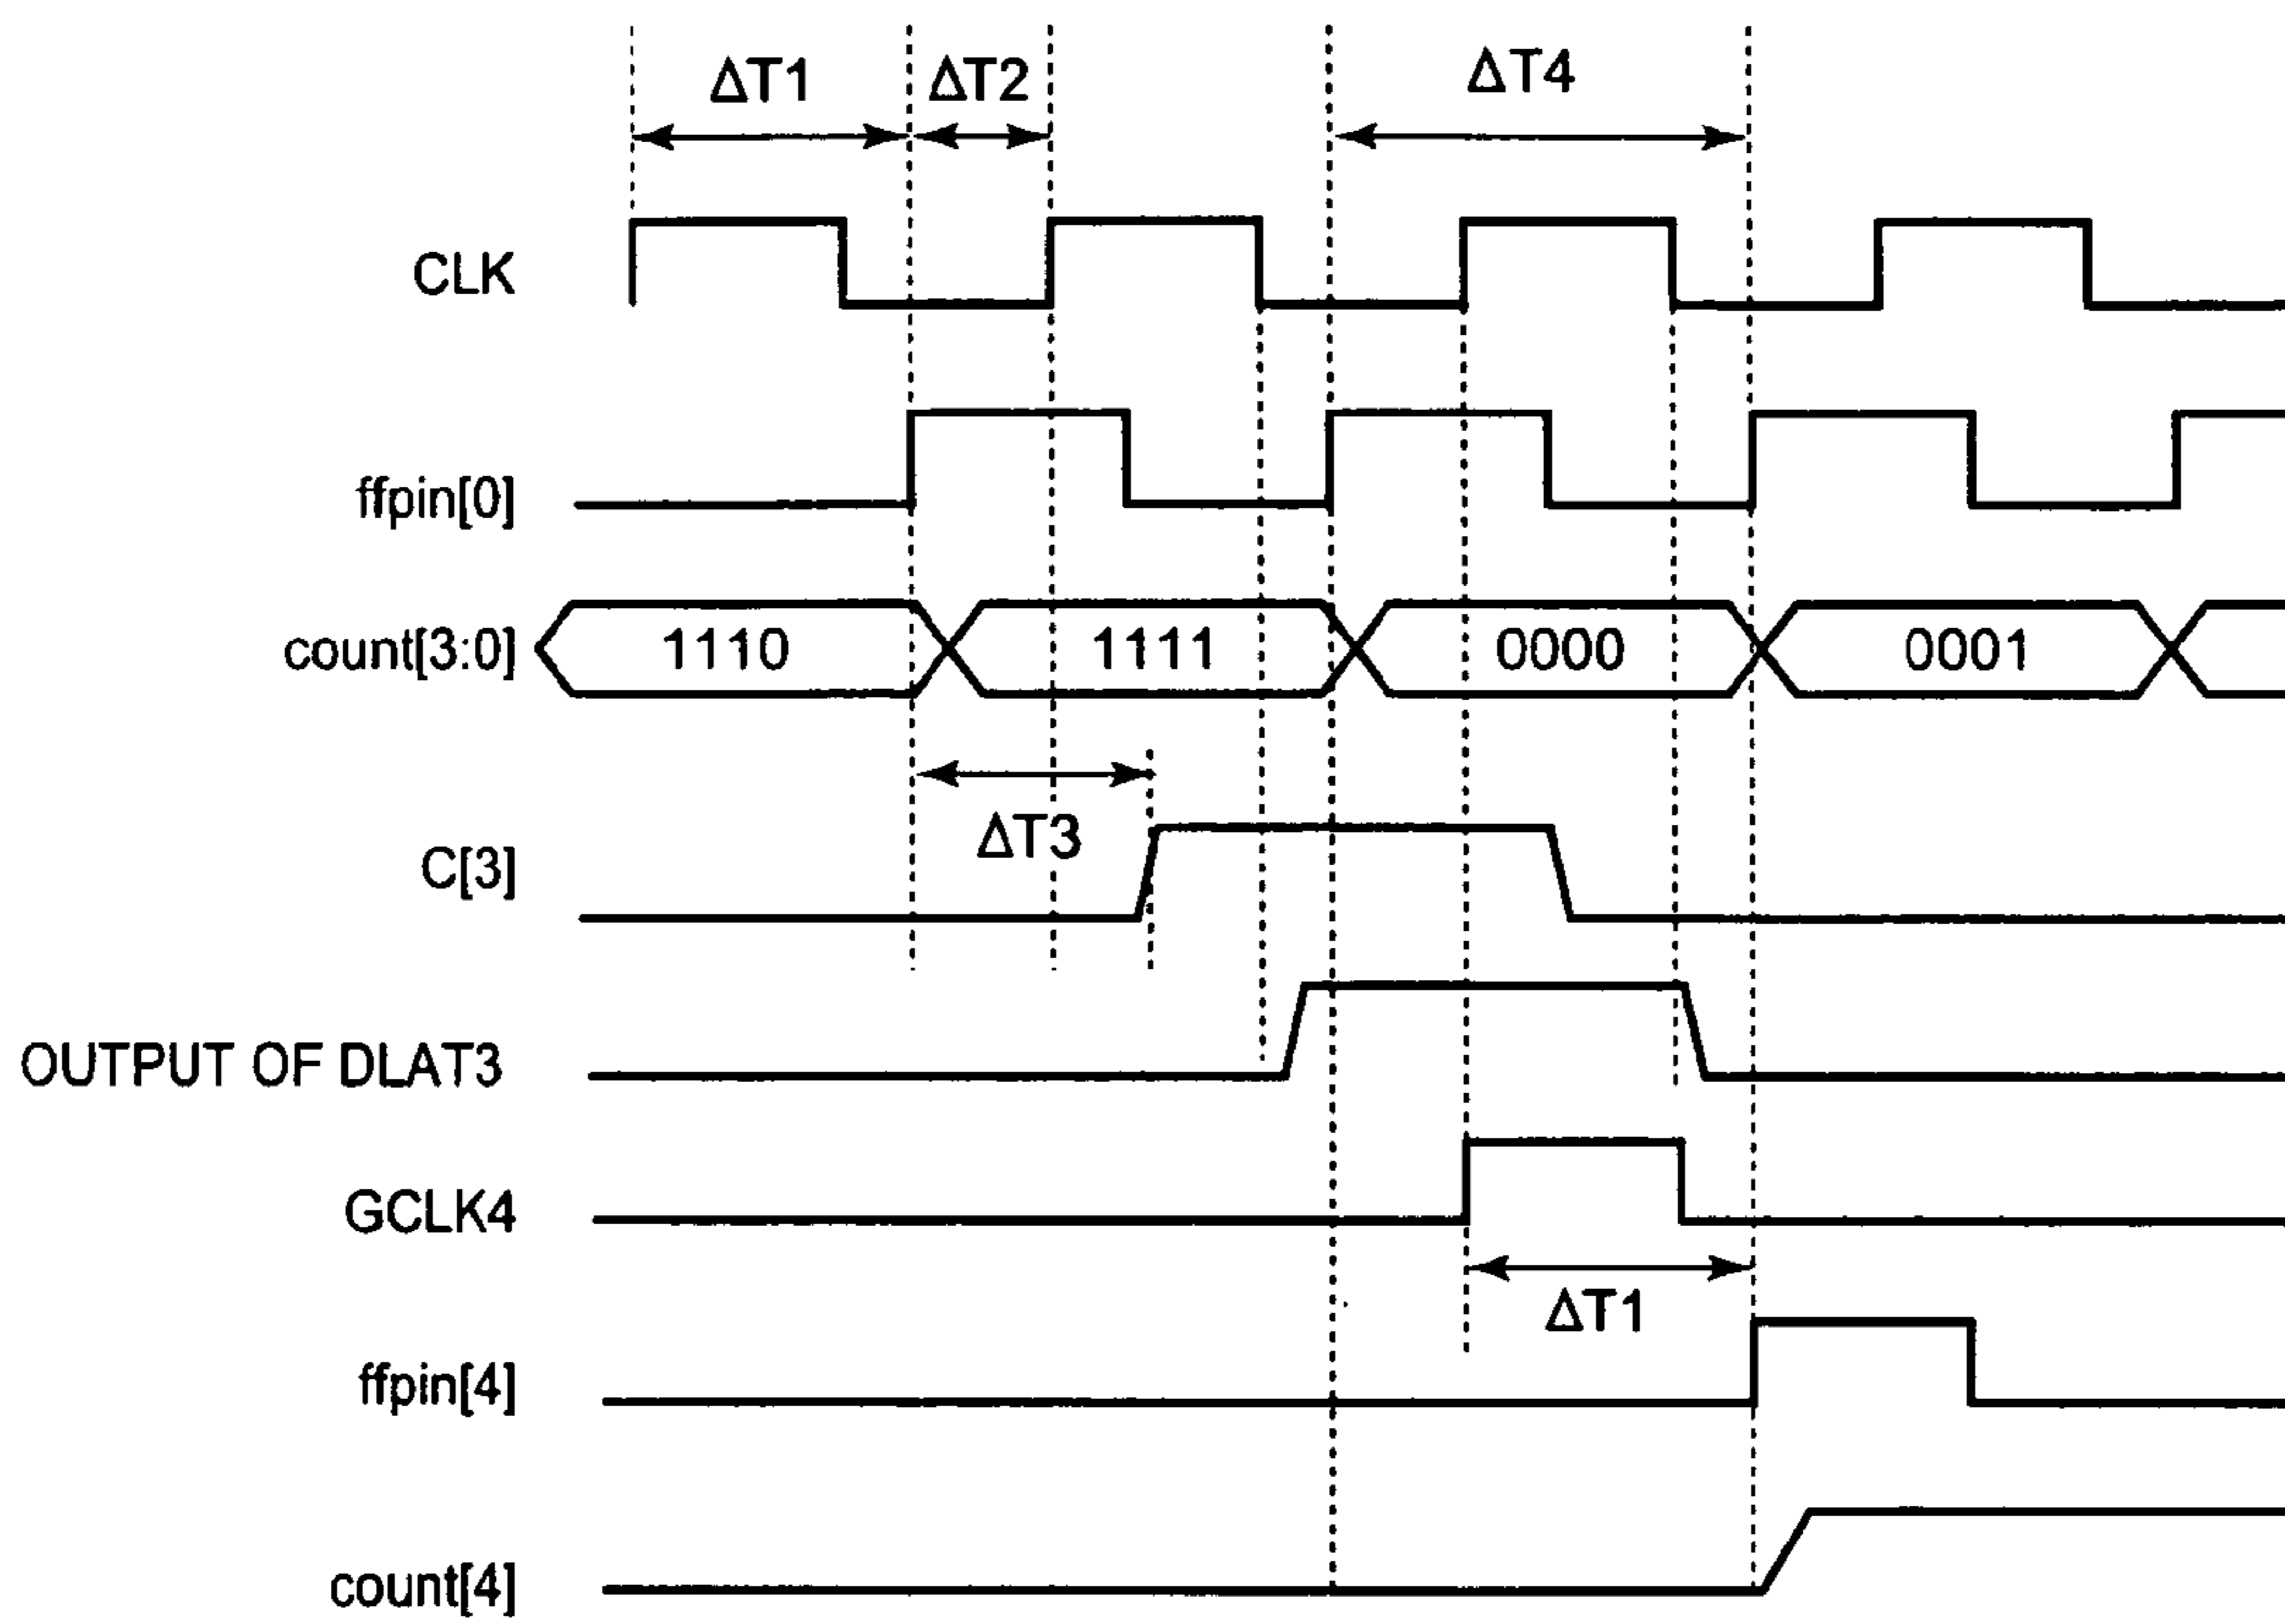 ΔT1 ΔT2 ΔT4
CLK
ffpin[0]
count[3:0] 1110 1111 0000 0001
ΔT3
C[3]
OUTPUT OF DLAT3
GCLK4
ΔT1
ffpin[4]
count[4]